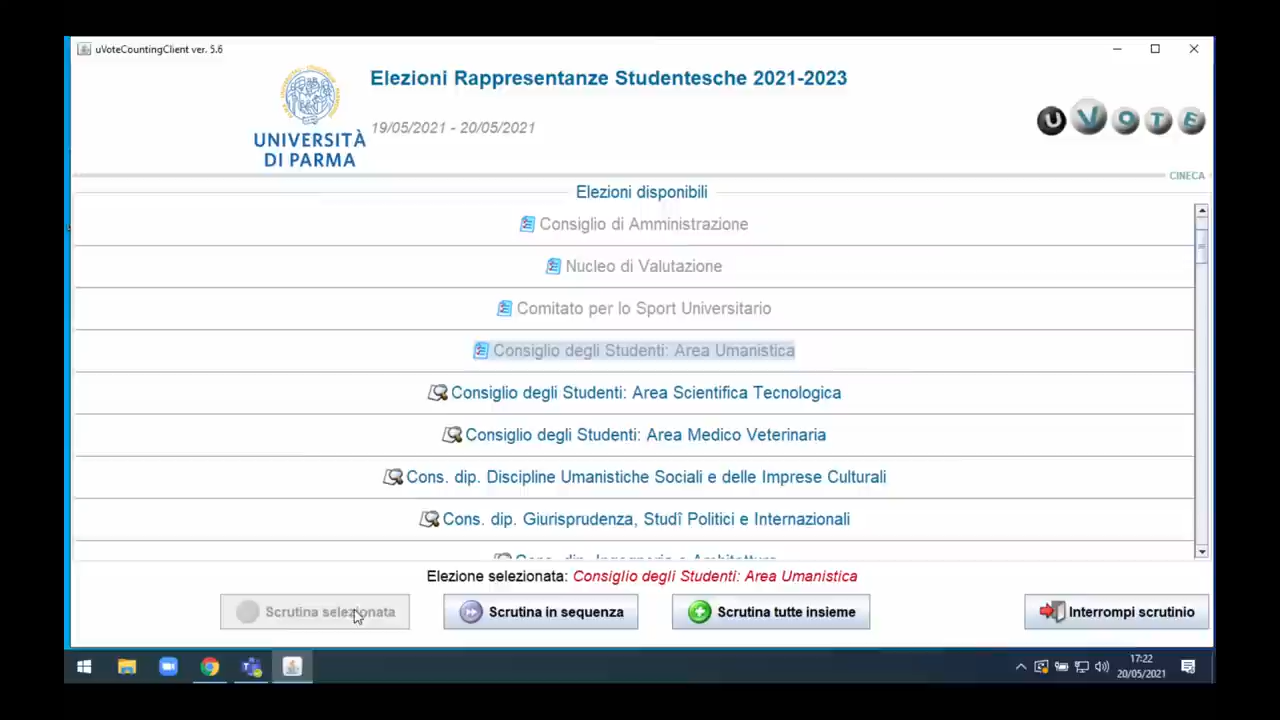 uVoteCountingClient ver. 5.6
Elezioni Rappresentanze Studentesche 2021-2023
19/05/2021 - 20/05/2021
UNIVERSITÀ
DI PARMA
U V O T E
CINECA
Elezioni disponibili
Consiglio di Amministrazione
Nucleo di Valutazione
Comitato per lo Sport Universitario
Consiglio degli Studenti: Area Umanistica
Consiglio degli Studenti: Area Scientifica Tecnologica
Consiglio degli Studenti: Area Medico Veterinaria
Cons. dip. Discipline Umanistiche Sociali e delle Imprese Culturali
Cons. dip. Giurisprudenza, Studî Politici e Internazionali
Cons. dip. Ingegneria e Architettura
Elezione selezionata: Consiglio degli Studenti: Area Umanistica
Scrutina selezionata
Scrutina in sequenza
Scrutina tutte insieme
Interrompi scrutinio
17:22
20/05/2021